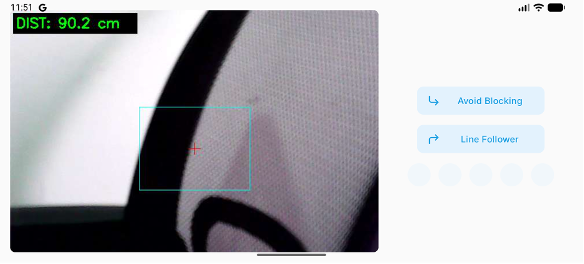 11:51 G
DIST: 90.2 cm
Avoid Blocking
Line Follower